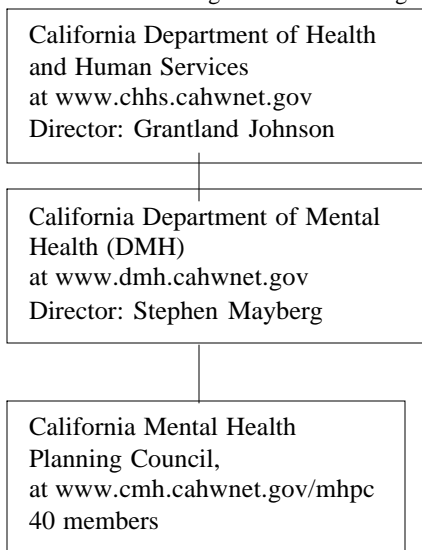 California Department of Health
and Human Services
at www.chhs.cahwnet.gov
Director: Grantland Johnson
California Department of Mental
Health (DMH)
at www.dmh.cahwnet.gov
Director: Stephen Mayberg
California Mental Health
Planning Council,
at www.cmh.cahwnet.gov/mhpc
40 members